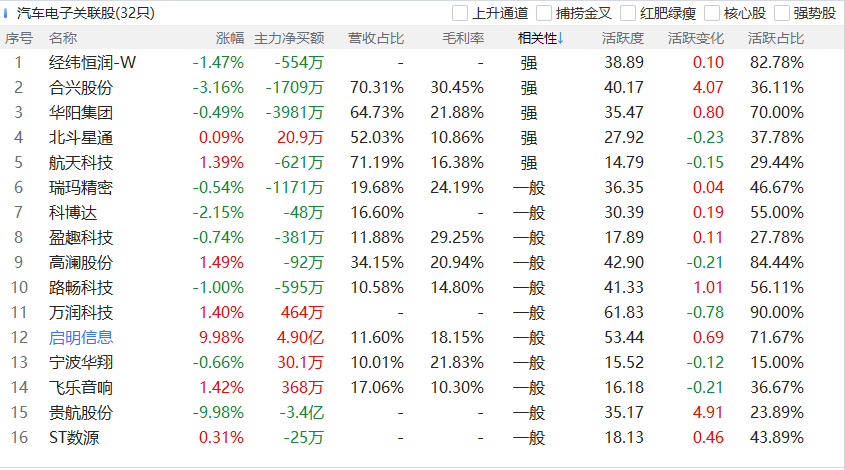 汽车电子关联股(32只) 上升通道 捕捞金叉 红肥绿瘦 核心股 强势股
序号 名称 涨幅 主力净买额 营收占比 毛利率 相关性↓ 活跃度 活跃变化 活跃占比
1 经纬恒润-W -1.47% -554万 - - 强 38.89 0.10 82.78%
2 合兴股份 -3.16% -1709万 70.31% 30.45% 强 40.17 4.07 36.11%
3 华阳集团 -0.49% -3981万 64.73% 21.88% 强 35.47 0.80 70.00%
4 北斗星通 0.09% 20.9万 52.03% 10.86% 强 27.92 -0.23 37.78%
5 航天科技 1.39% -621万 71.19% 16.38% 强 14.79 -0.15 29.44%
6 瑞玛精密 -0.54% -1171万 19.68% 24.19% 一般 36.35 0.04 46.67%
7 科博达 -2.15% -48万 16.60% - 一般 30.39 0.19 55.00%
8 盈趣科技 -0.74% -381万 11.88% 29.25% 一般 17.89 0.11 27.78%
9 高澜股份 1.49% -92万 34.15% 20.94% 一般 42.90 -0.21 84.44%
10 路畅科技 -1.00% -595万 10.58% 14.80% 一般 41.33 1.01 56.11%
11 万润科技 1.40% 464万 - - 一般 61.83 -0.78 90.00%
12 启明信息 9.98% 4.90亿 11.60% 18.15% 一般 53.44 0.69 71.67%
13 宁波华翔 -0.66% 30.1万 10.01% 21.83% 一般 15.52 -0.12 15.00%
14 飞乐音响 1.42% 368万 17.06% 10.30% 一般 16.18 -0.21 36.67%
15 贵航股份 -9.98% -3.4亿 - - 一般 35.17 4.91 23.89%
16 ST数源 0.31% -25万 - - 一般 18.13 0.46 43.89%